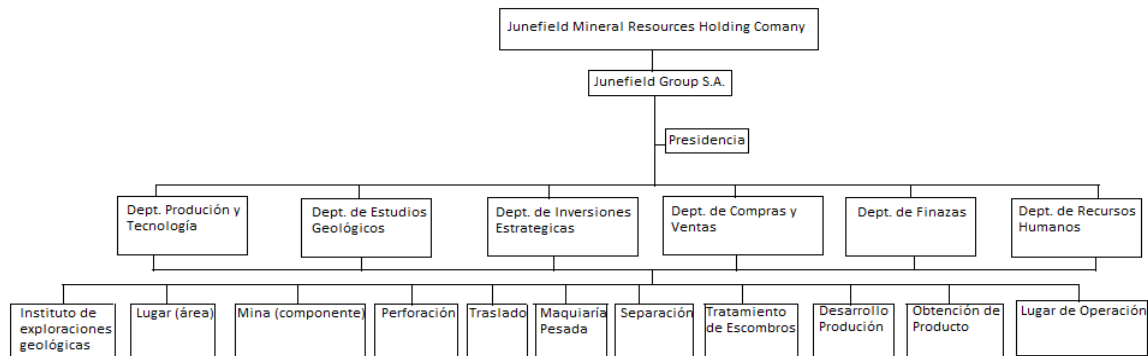 Junefield Mineral Resources Holding Comany
Junefield Group S.A.
Presidencia
Dept. Produción y
Tecnología
Dept. de Estudios
Geológicos
Dept. de Inversiones
Estrategicas
Dept. de Compras y
Ventas
Dept. de Finazas
Dept. de Recursos
Humanos
Instituto de
exploraciones
geológicas
Lugar (área)
Mina (componente)
Perforación
Traslado
Maquiaría
Pesada
Separación
Tratamiento
de Escombros
Desarrollo
Produción
Obtención de
Producto
Lugar de Operación